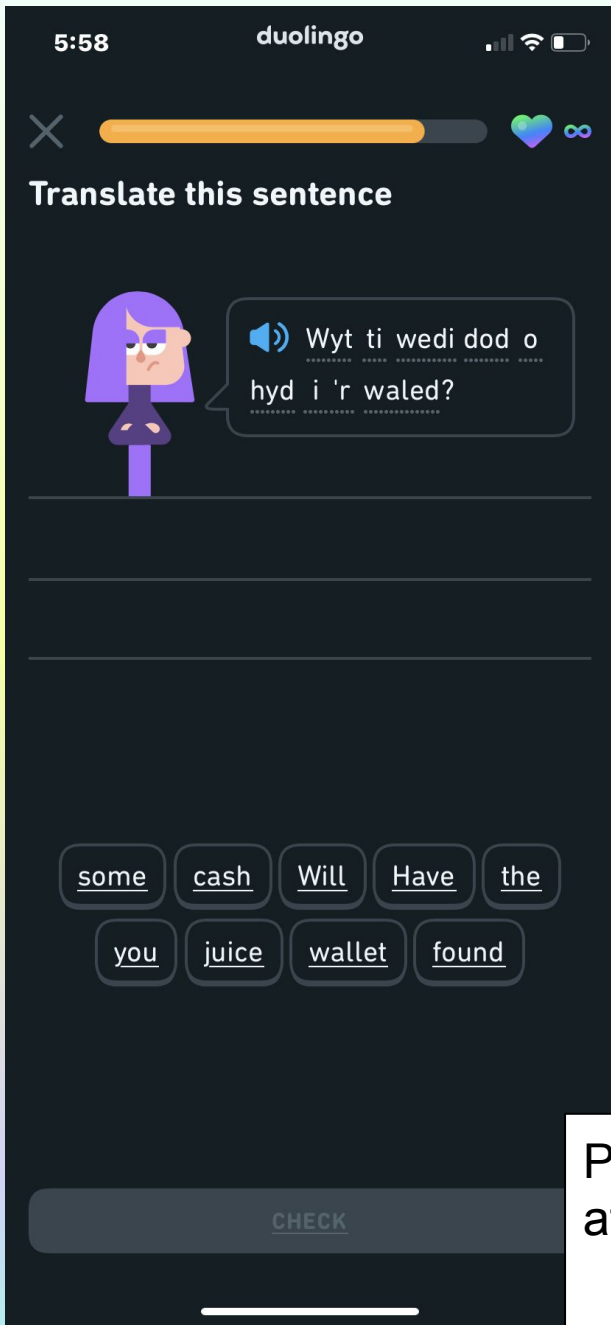 5:58 duolingo
Translate this sentence
Wyt ti wedi dod o
hyd i 'r waled?
some cash Will Have the
you juice wallet found
CHECK